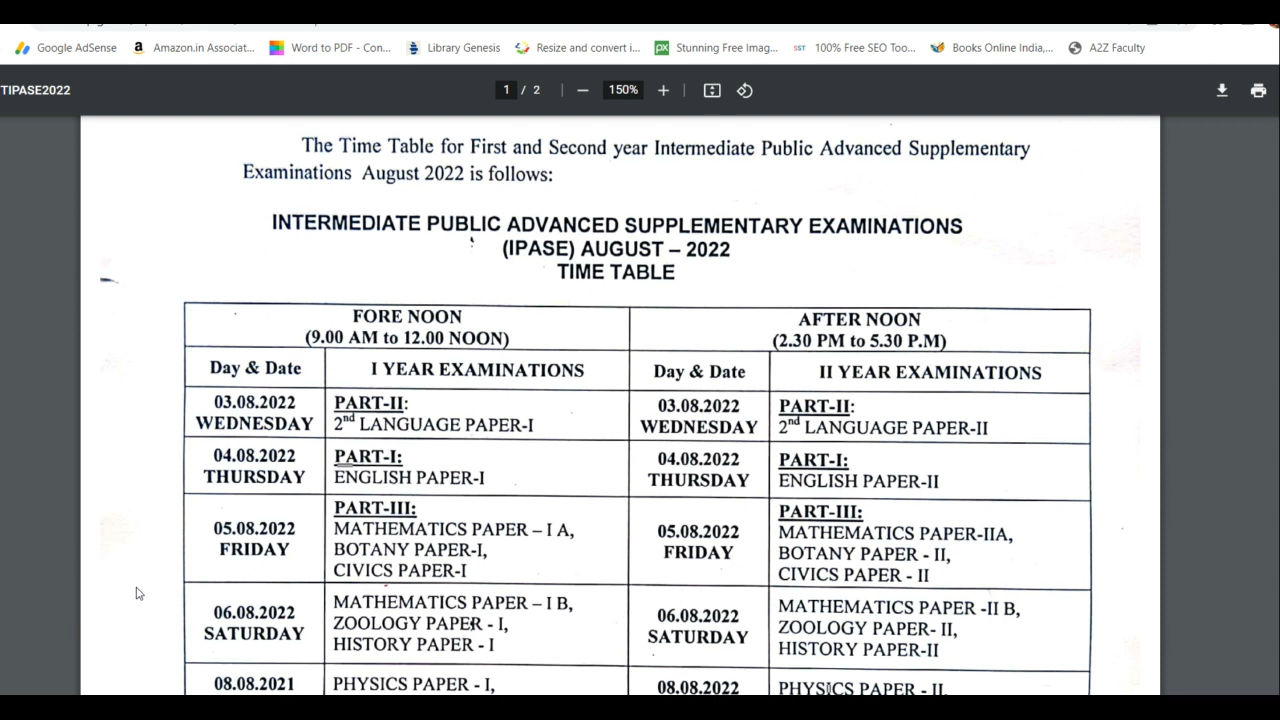 Google AdSense
Amazon.in Associat...
Word to PDF - Con...
Library Genesis
Resize and convert i...
Stunning Free Imag...
SST
100% Free SEO Too...
Books Online India,...
A2Z Faculty
TIPASE2022
1 / 2
150%
The Time Table for First and Second year Intermediate Public Advanced Supplementary
Examinations August 2022 is follows:
INTERMEDIATE PUBLIC ADVANCED SUPPLEMENTARY EXAMINATIONS
(IPASE) AUGUST – 2022
TIME TABLE
FORE NOON
(9.00 AM to 12.00 NOON)
AFTER NOON
(2.30 PM to 5.30 P.M)
Day & Date
I YEAR EXAMINATIONS
Day & Date
II YEAR EXAMINATIONS
03.08.2022
WEDNESDAY
PART-II:
2nd LANGUAGE PAPER-I
03.08.2022
WEDNESDAY
PART-II:
2nd LANGUAGE PAPER-II
04.08.2022
THURSDAY
PART-I:
ENGLISH PAPER-I
04.08.2022
THURSDAY
PART-I:
ENGLISH PAPER-II
05.08.2022
FRIDAY
PART-III:
MATHEMATICS PAPER – I A,
BOTANY PAPER-I,
CIVICS PAPER-I
05.08.2022
FRIDAY
PART-III:
MATHEMATICS PAPER-IIA,
BOTANY PAPER - II,
CIVICS PAPER - II
06.08.2022
SATURDAY
MATHEMATICS PAPER – I B,
ZOOLOGY PAPER - I,
HISTORY PAPER - I
06.08.2022
SATURDAY
MATHEMATICS PAPER -II B,
ZOOLOGY PAPER- II,
HISTORY PAPER-II
08.08.2021
PHYSICS PAPER - I,
08.08.2022
PHYSICS PAPER - II,